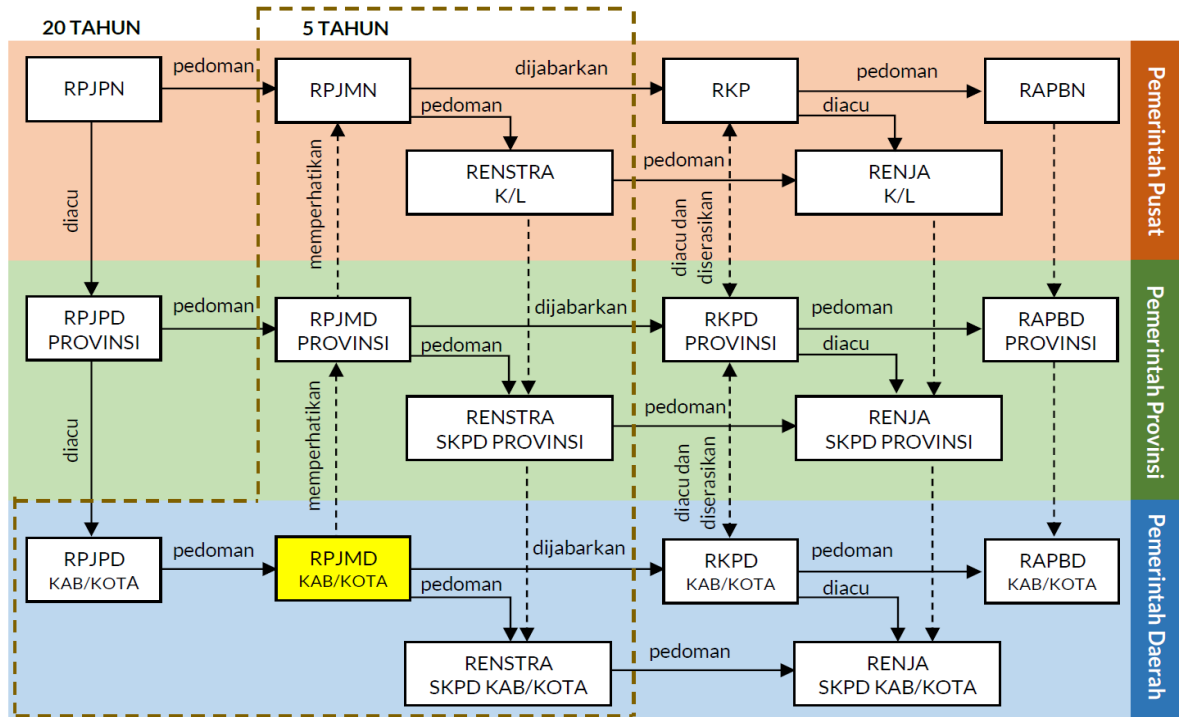 20 TAHUN
5 TAHUN
RPJPN
pedoman
RPJMN
dijabarkan
RKP
pedoman
RAPBN
pedoman
diacu
RENSTRA
K/L
pedoman
RENJA
K/L
diacu
memperhatikan
diacu dan
diserasikan
Pemerintah Pusat
RPJPD
PROVINSI
pedoman
RPJMD
PROVINSI
dijabarkan
RKPD
PROVINSI
pedoman
RAPBD
PROVINSI
pedoman
diacu
RENSTRA
SKPD PROVINSI
pedoman
RENJA
SKPD PROVINSI
diacu
memperhatikan
diacu dan
diserasikan
Pemerintah Provinsi
RPJPD
KAB/KOTA
pedoman
RPJMD
KAB/KOTA
dijabarkan
RKPD
KAB/KOTA
pedoman
RAPBD
KAB/KOTA
pedoman
diacu
RENSTRA
SKPD KAB/KOTA
pedoman
RENJA
SKPD KAB/KOTA
Pemerintah Daerah